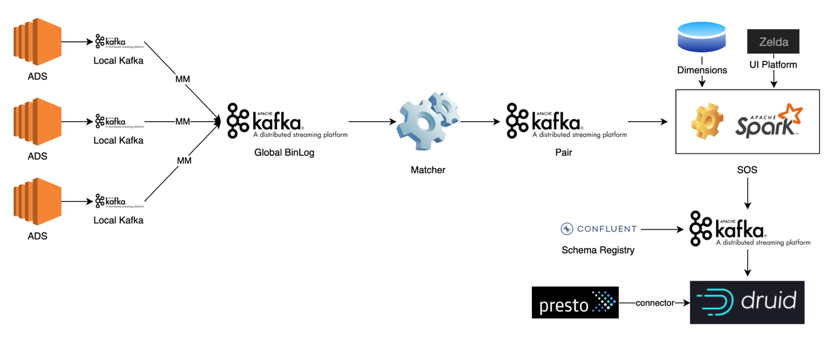 ADS
kafka
Local Kafka
MM
ADS
kafka
Local Kafka
MM
ADS
kafka
Local Kafka
MM
APACHE
kafka
A distributed streaming platform
Global BinLog
Matcher
APACHE
kafka
A distributed streaming platform
Pair
Dimensions
Zelda
UI Platform
APACHE
Spark
SOS
CONFLUENT
Schema Registry
APACHE
kafka
A distributed streaming platform
presto
connector
druid